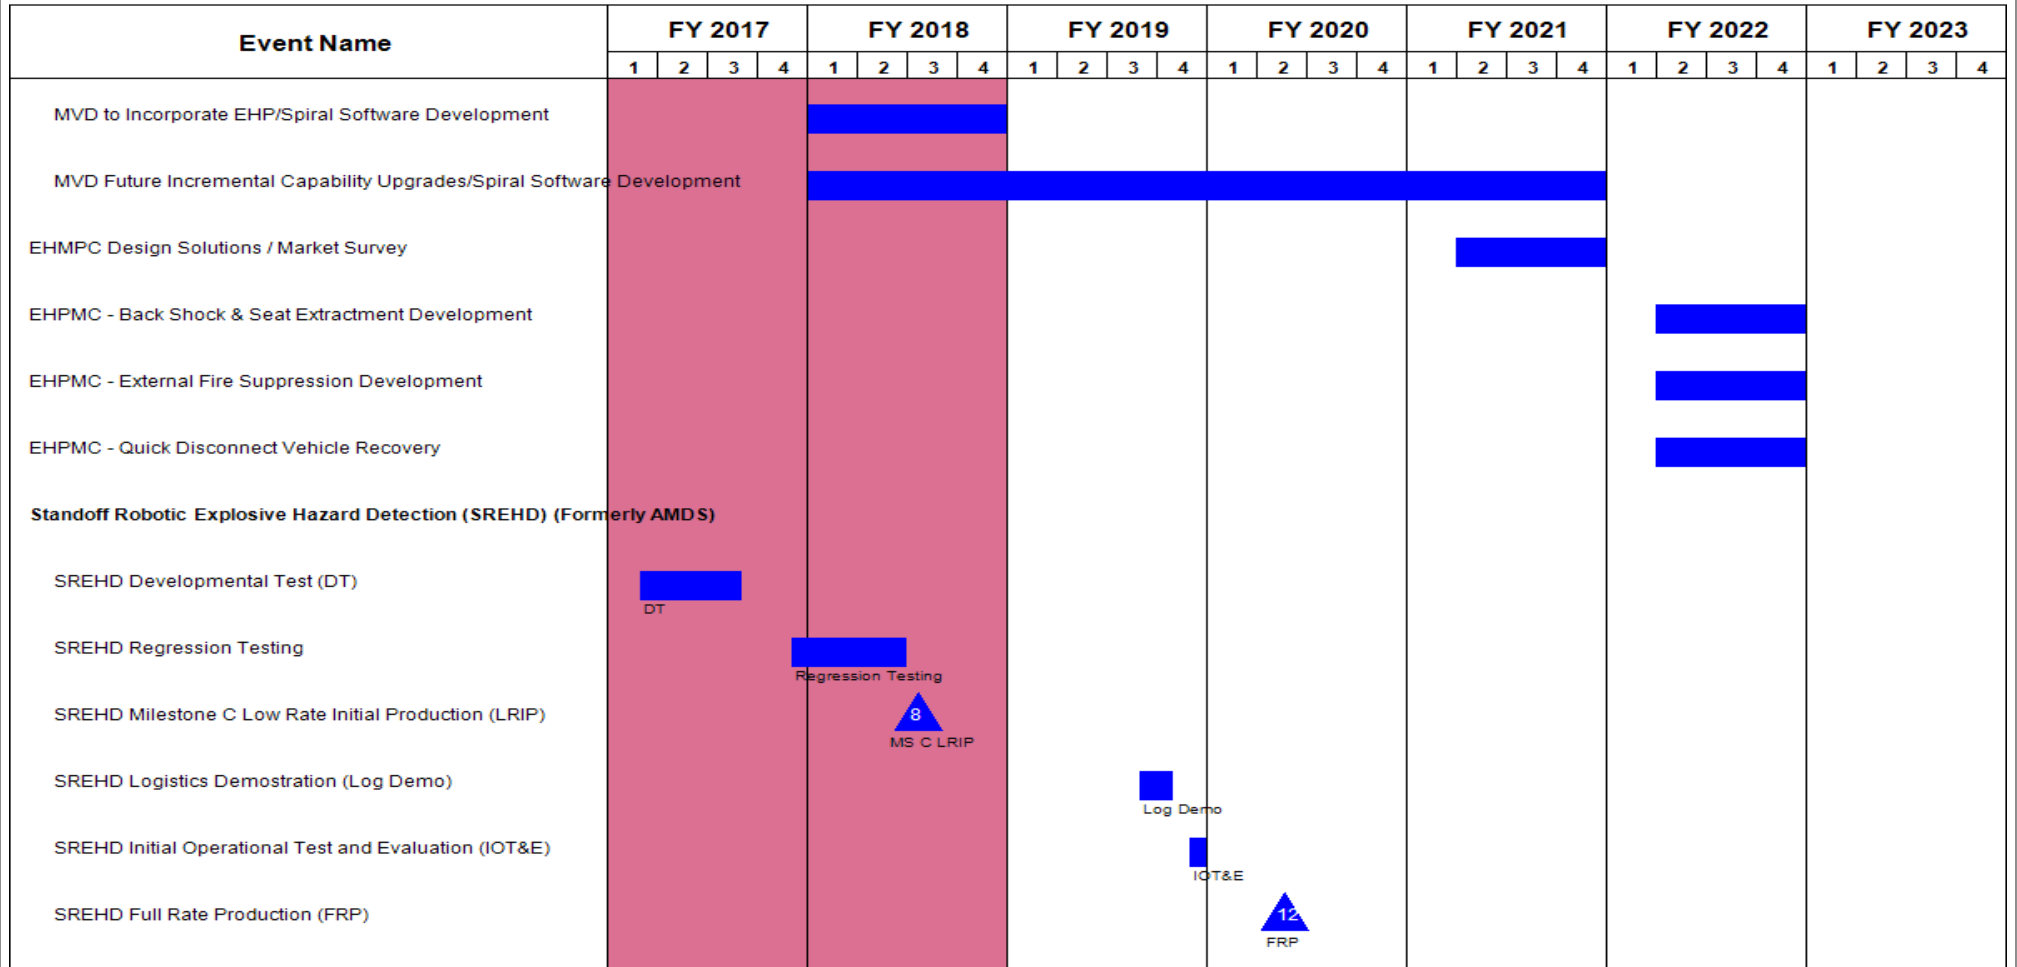 Event Name
FY 2017 FY 2018 FY 2019 FY 2020 FY 2021 FY 2022 FY 2023
1 2 3 4 1 2 3 4 1 2 3 4 1 2 3 4 1 2 3 4 1 2 3 4 1 2 3 4
MVD to Incorporate EHP/Spiral Software Development
MVD Future Incremental Capability Upgrades/Spiral Software Development
EHMPC Design Solutions / Market Survey
EHPMC - Back Shock & Seat Extractment Development
EHPMC - External Fire Suppression Development
EHPMC - Quick Disconnect Vehicle Recovery
Standoff Robotic Explosive Hazard Detection (SREHD) (Formerly AMDS)
SREHD Developmental Test (DT)
DT
SREHD Regression Testing
Regression Testing
SREHD Milestone C Low Rate Initial Production (LRIP)
8
MS C LRIP
SREHD Logistics Demostration (Log Demo)
Log Demo
SREHD Initial Operational Test and Evaluation (IOT&E)
IOT&E
SREHD Full Rate Production (FRP)
12
FRP